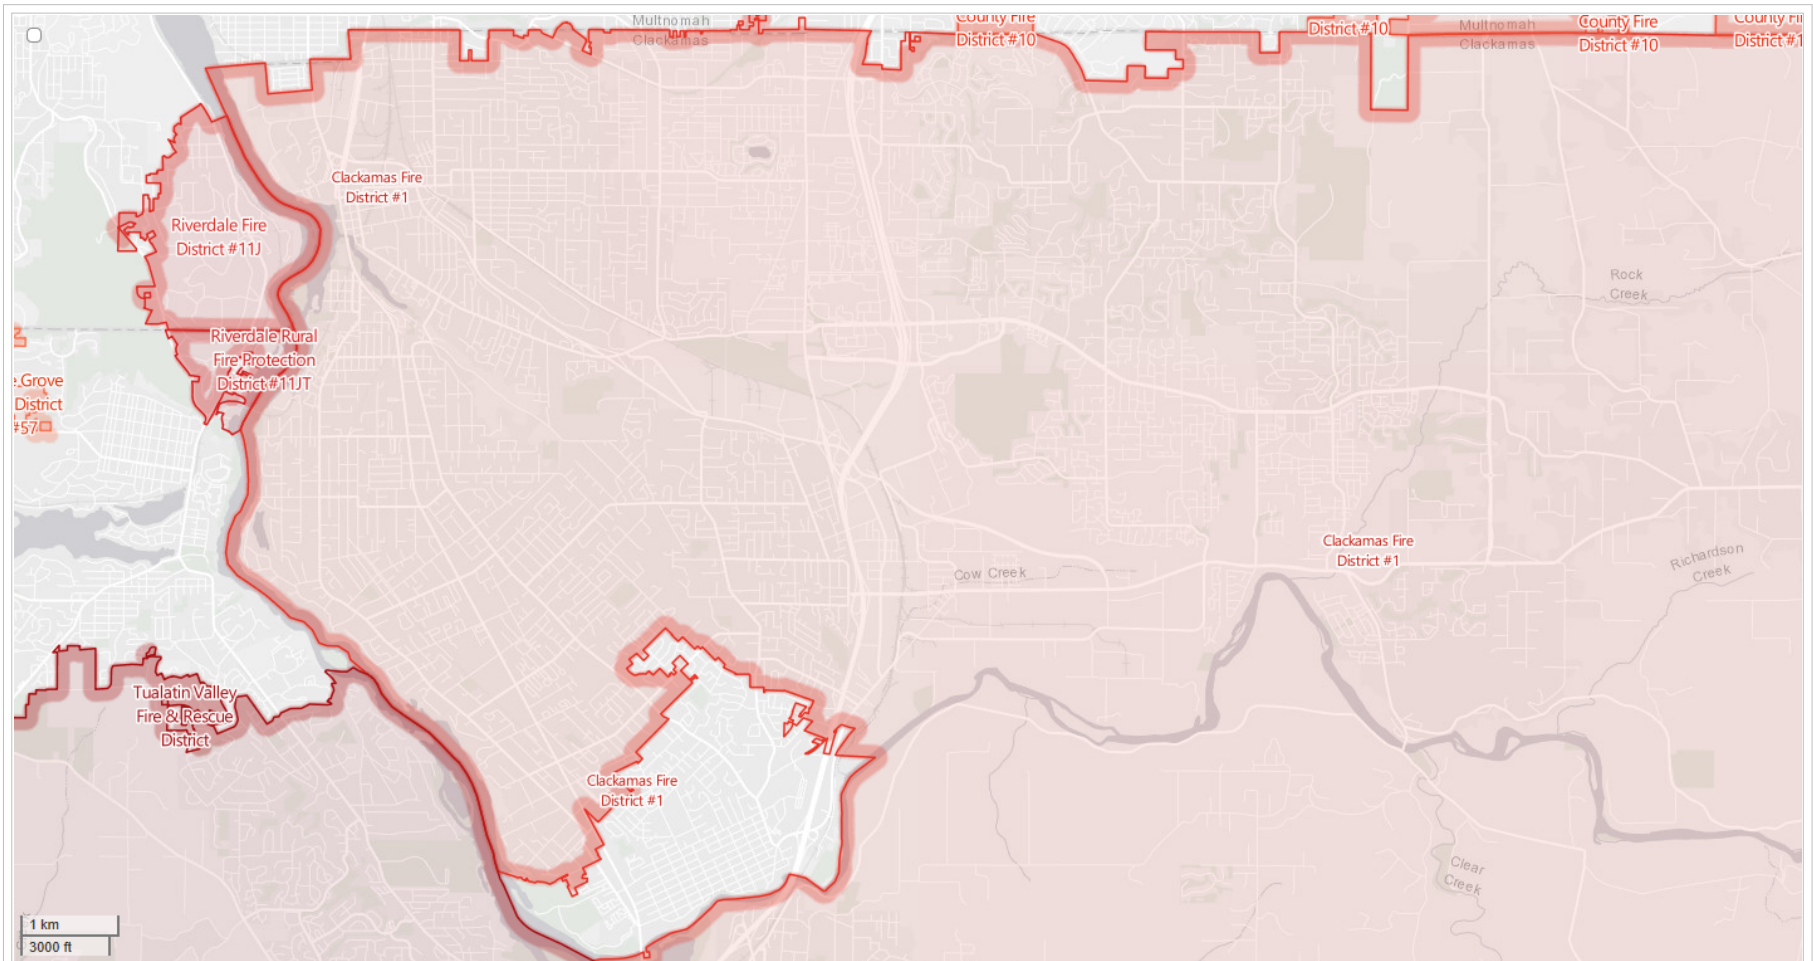 Multnomah
Clackamas
County Fire
District #10
District #10
Multnomah
Clackamas
County Fire
District #10
County Fi
District #1
Clackamas Fire
District #1
Riverdale Fire
District #11J
Rock
Creek
Riverdale Rural
Fire Protection
District #11JT
e Grove
District
#57
Clackamas Fire
District #1
Cow Creek
Richardson
Creek
Tualatin Valley
Fire & Rescue
District
Clackamas Fire
District #1
Clear
Creek
1 km
3000 ft